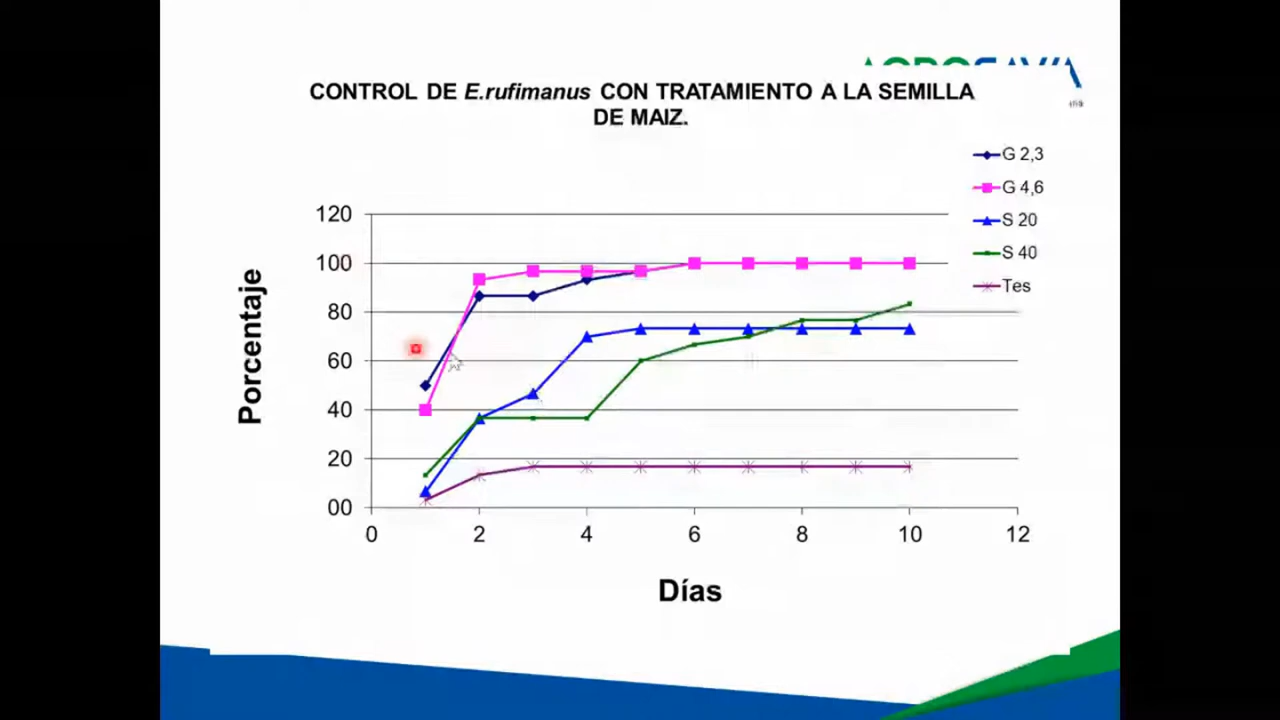 AGROSAVIA
CONTROL DE E.rufimanus CON TRATAMIENTO A LA SEMILLA
DE MAIZ.
G 2,3
G 4,6
S 20
S 40
Tes
120
100
80
60
40
20
00
Porcentaje
0 2 4 6 8 10 12
Días